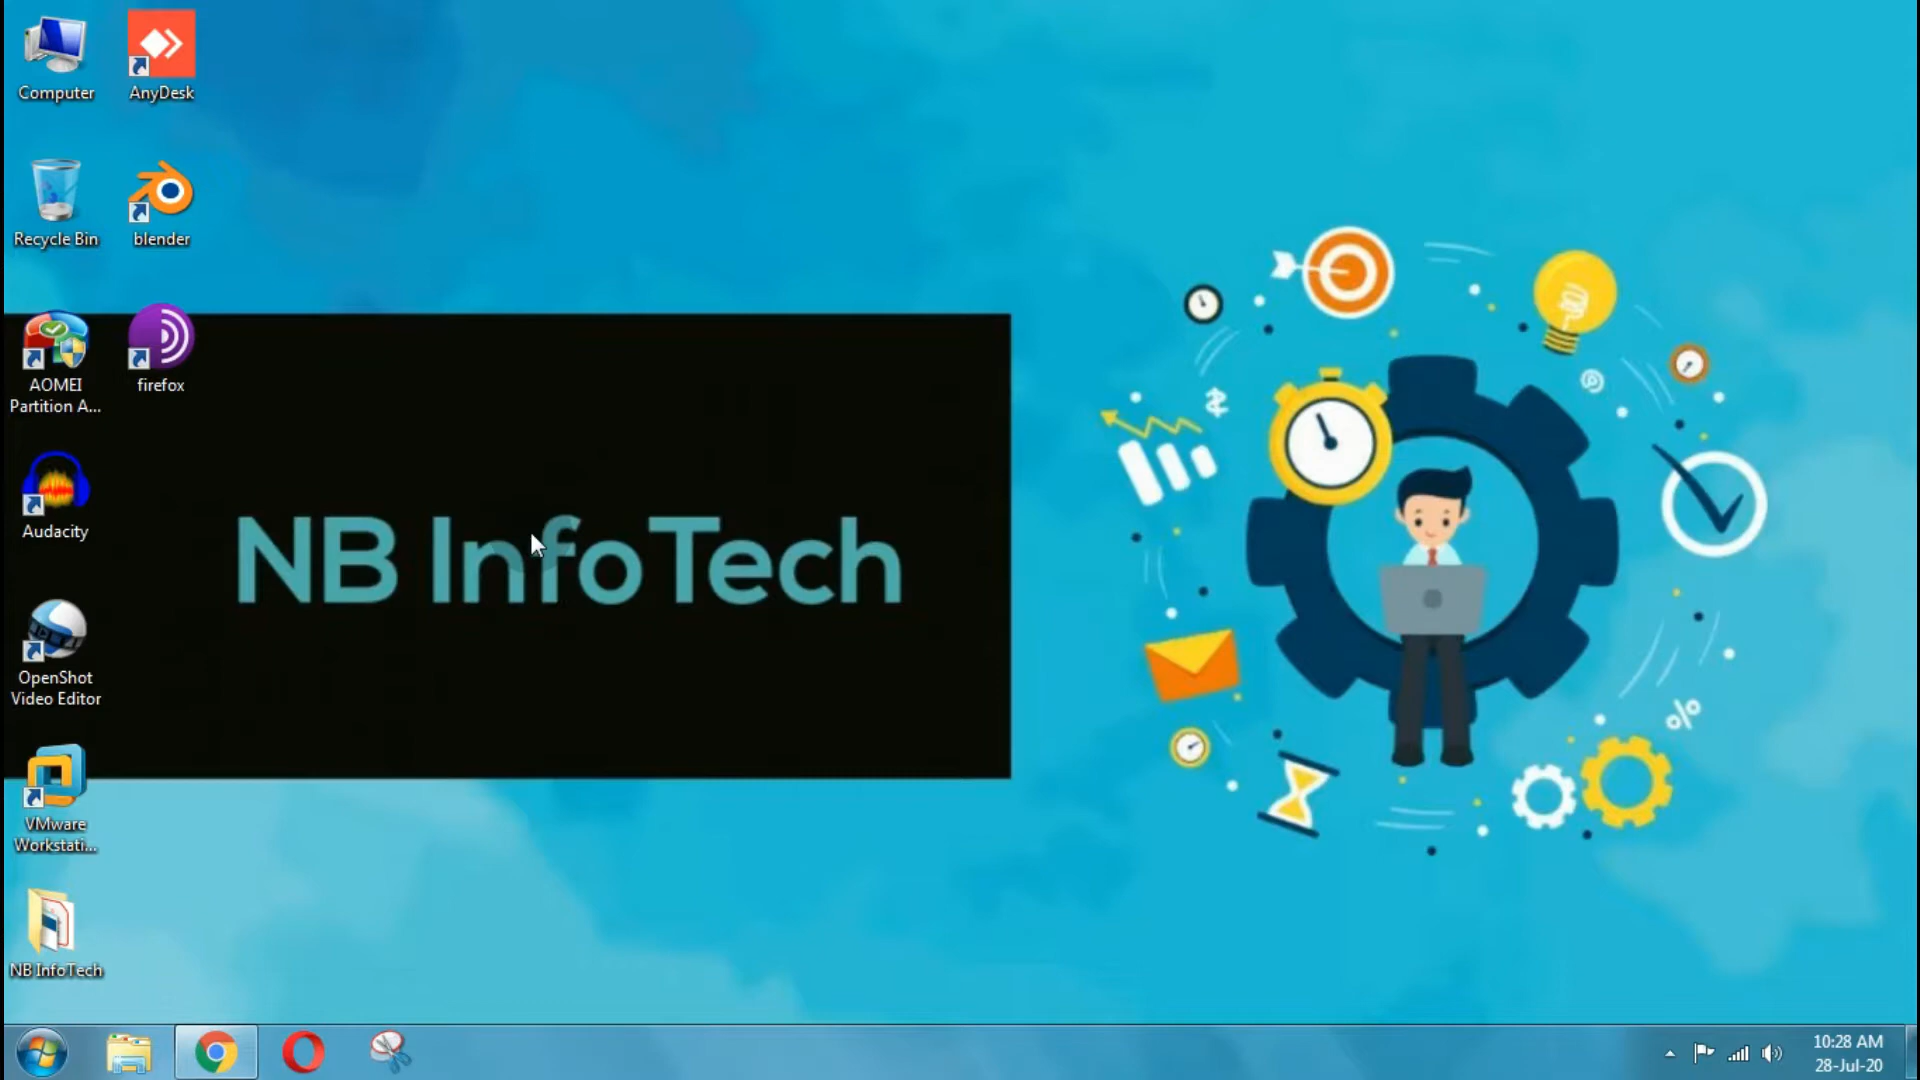 Computer
AnyDesk
Recycle Bin
blender
AOMEI
Partition A...
firefox
Audacity
OpenShot
Video Editor
VMware
Workstati...
NB InfoTech
NB InfoTech
10:28 AM
28-Jul-20